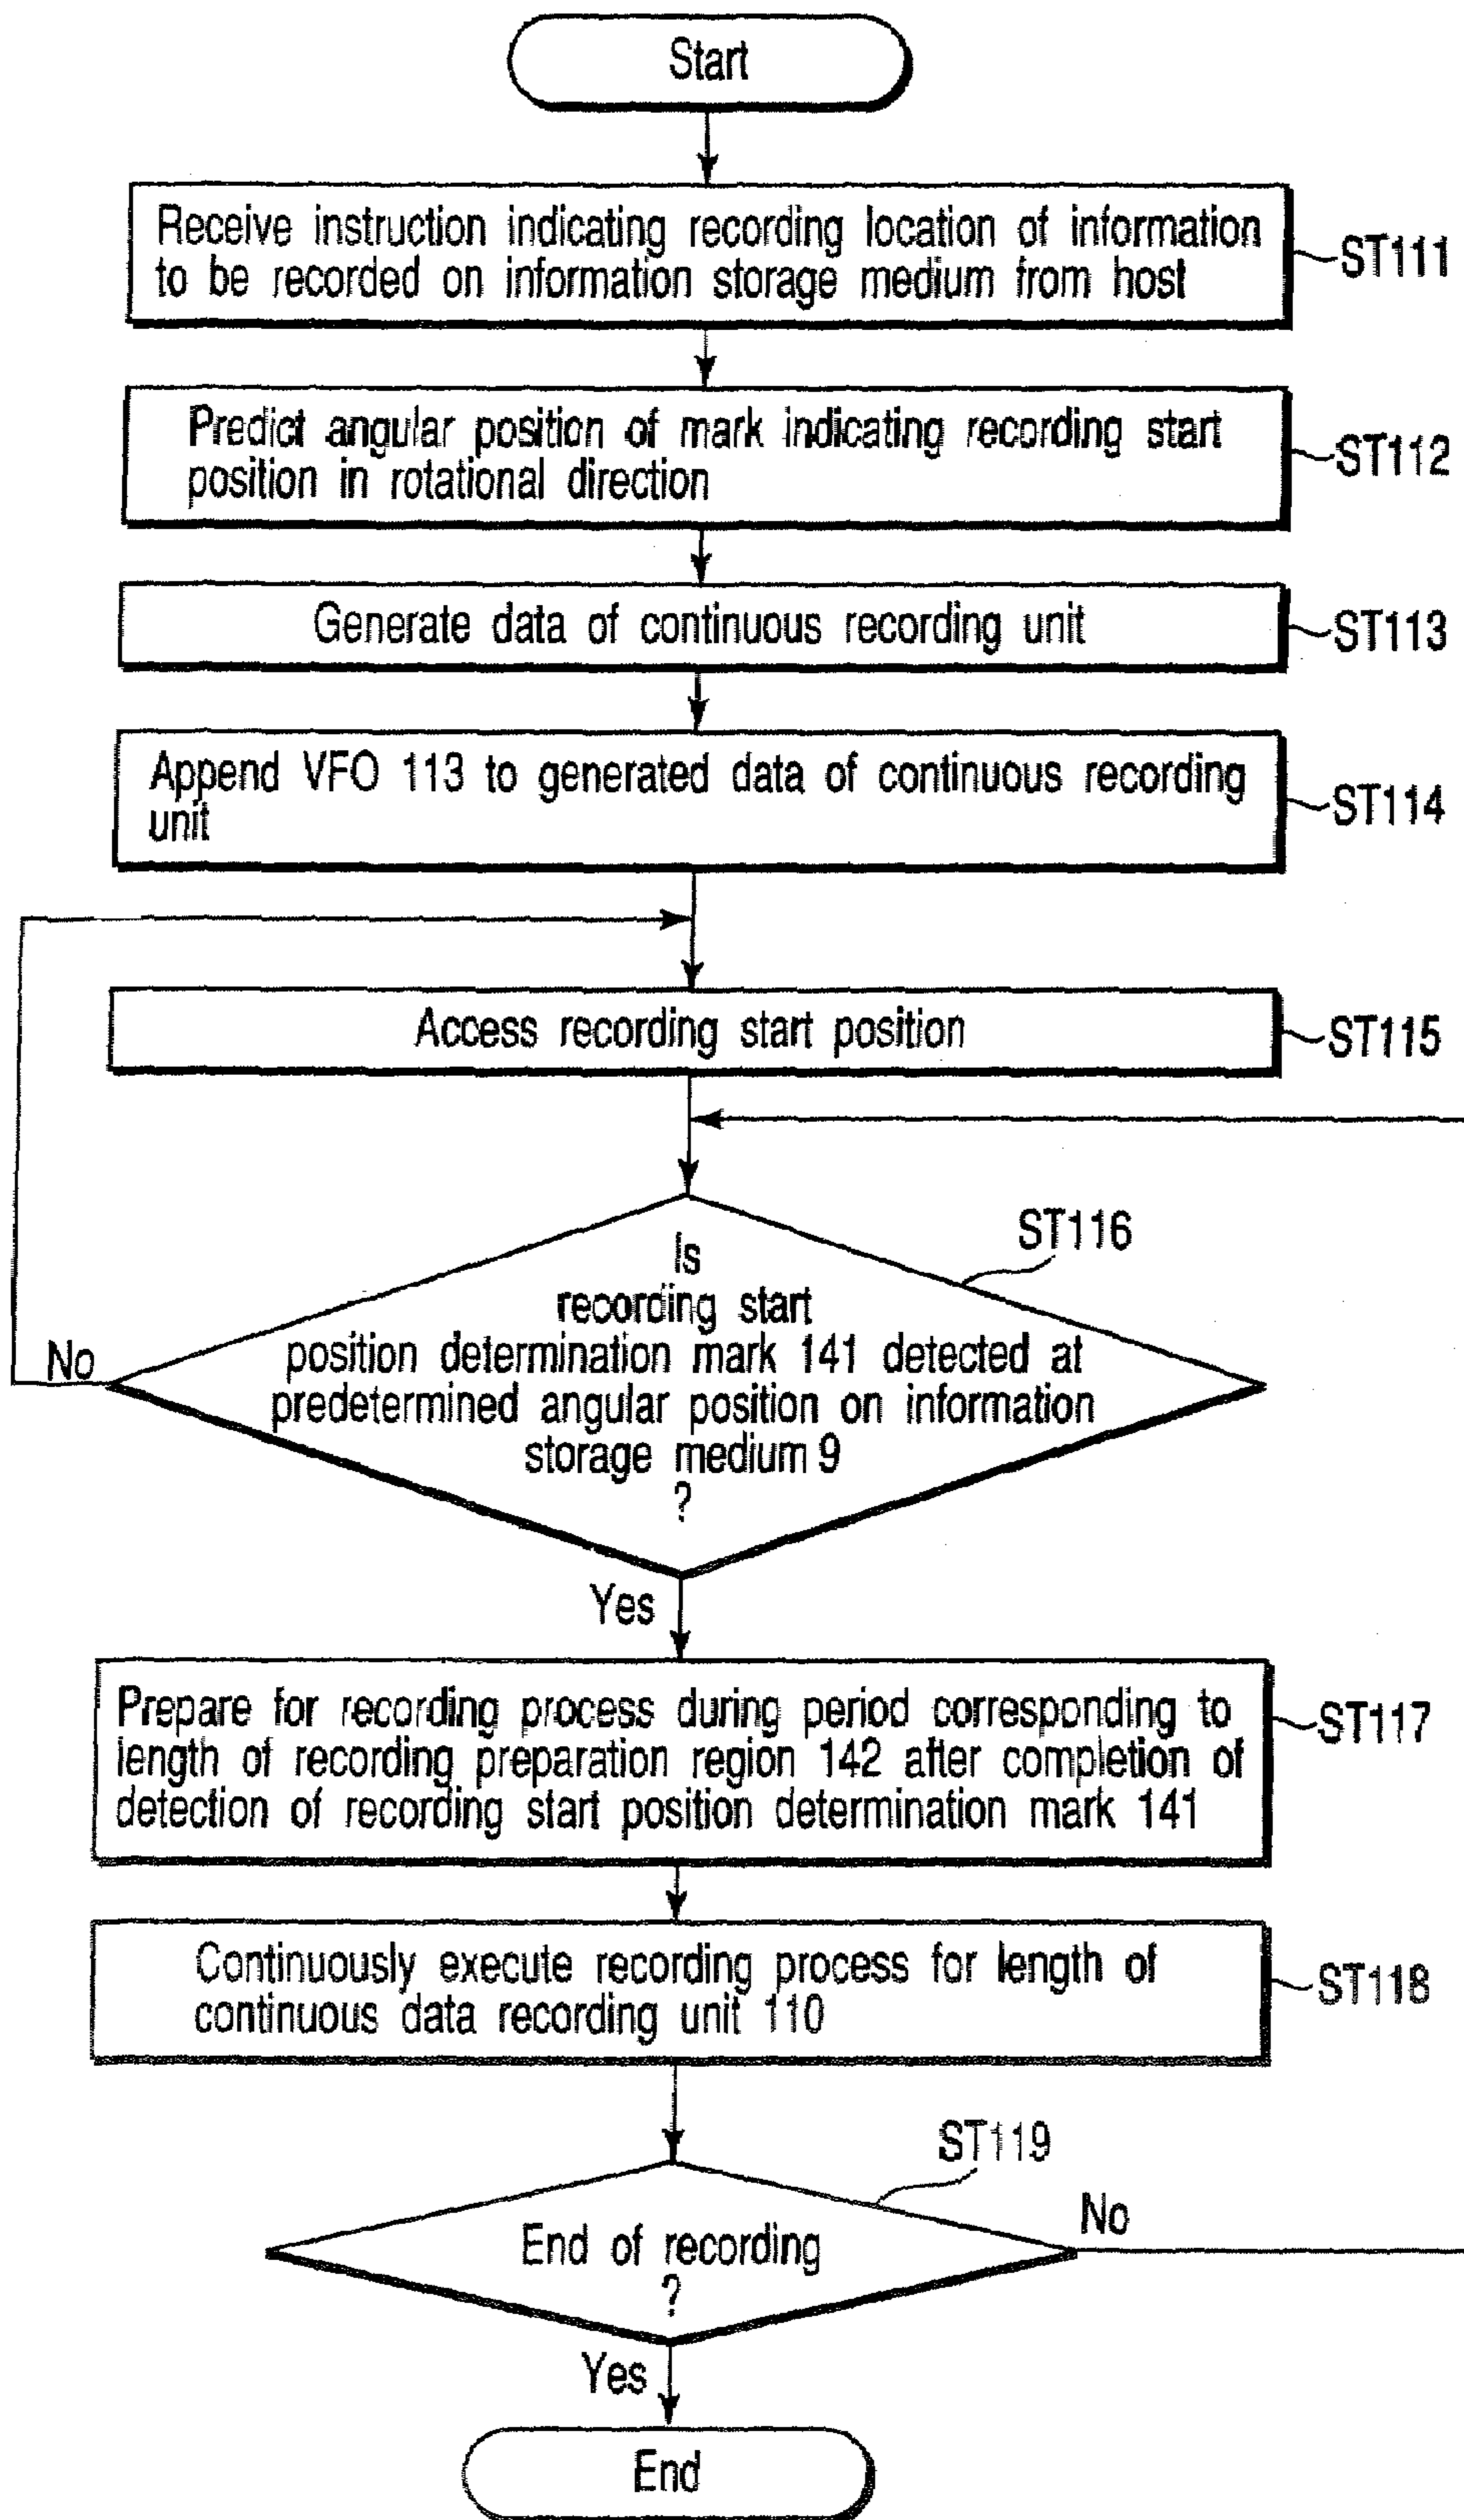 Start
Receive instruction indicating recording location of information
to be recorded on information storage medium from host
ST111
Predict angular position of mark indicating recording start
position in rotational direction
ST112
Generate data of continuous recording unit
ST113
Append VFO 113 to generated data of continuous recording
unit
ST114
Access recording start position
ST115
ST116
Is
recording start
position determination mark 141 detected at
predetermined angular position on information
storage medium 9
?
No
Yes
Prepare for recording process during period corresponding to
length of recording preparation region 142 after completion of
detection of recording start position determination mark 141
ST117
Continuously execute recording process for length of
continuous data recording unit 110
ST118
ST119
End of recording
?
No
Yes
End